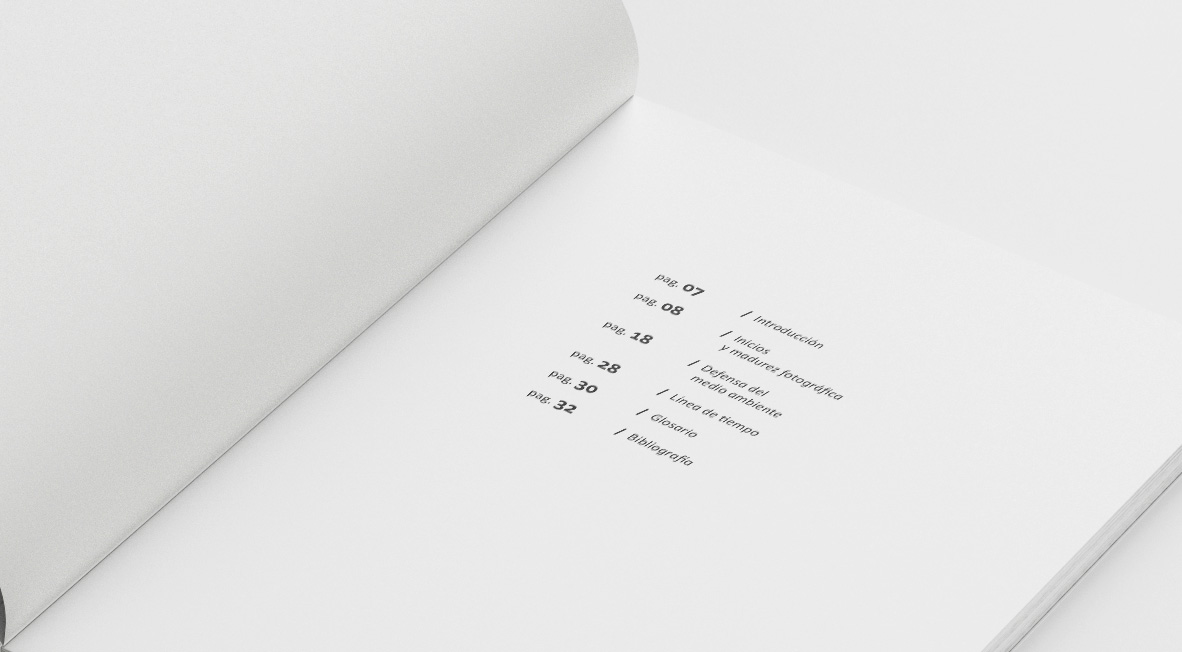 pag. 07 / Introducción
pag. 08 / Inicios
y madurez fotográfica
pag. 18 / Defensa del
medio ambiente
pag. 28 / Línea de tiempo
pag. 30 / Glosario
pag. 32 / Bibliografía